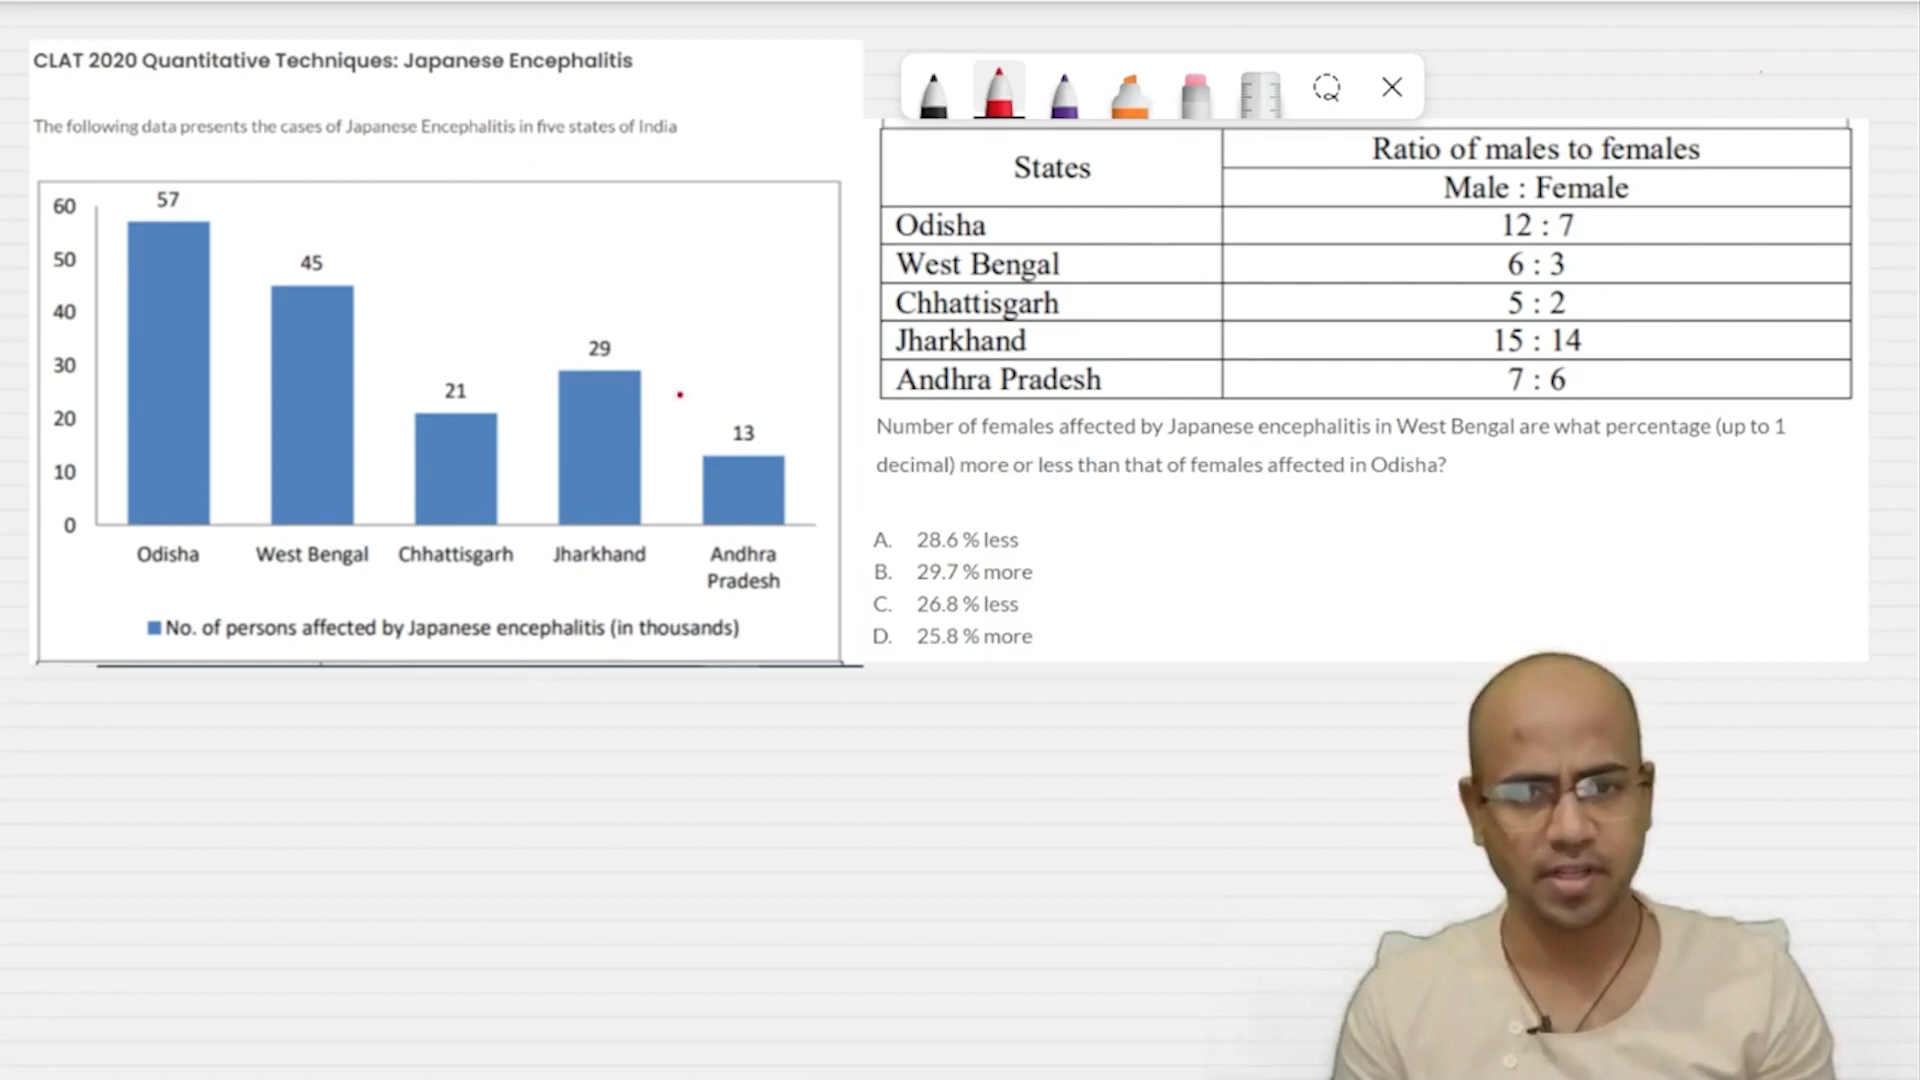 CLAT 2020 Quantitative Techniques: Japanese Encephalitis
The following data presents the cases of Japanese Encephalitis in five states of India
60
50
40
30
20
10
0
57
45
21
29
13
Odisha
West Bengal
Chhattisgarh
Jharkhand
Andhra
Pradesh
No. of persons affected by Japanese encephalitis (in thousands)
States
Ratio of males to females
Male : Female
Odisha 12 : 7
West Bengal 6 : 3
Chhattisgarh 5 : 2
Jharkhand 15 : 14
Andhra Pradesh 7 : 6
Number of females affected by Japanese encephalitis in West Bengal are what percentage (up to 1
decimal) more or less than that of females affected in Odisha?
A. 28.6 % less
B. 29.7 % more
C. 26.8 % less
D. 25.8 % more